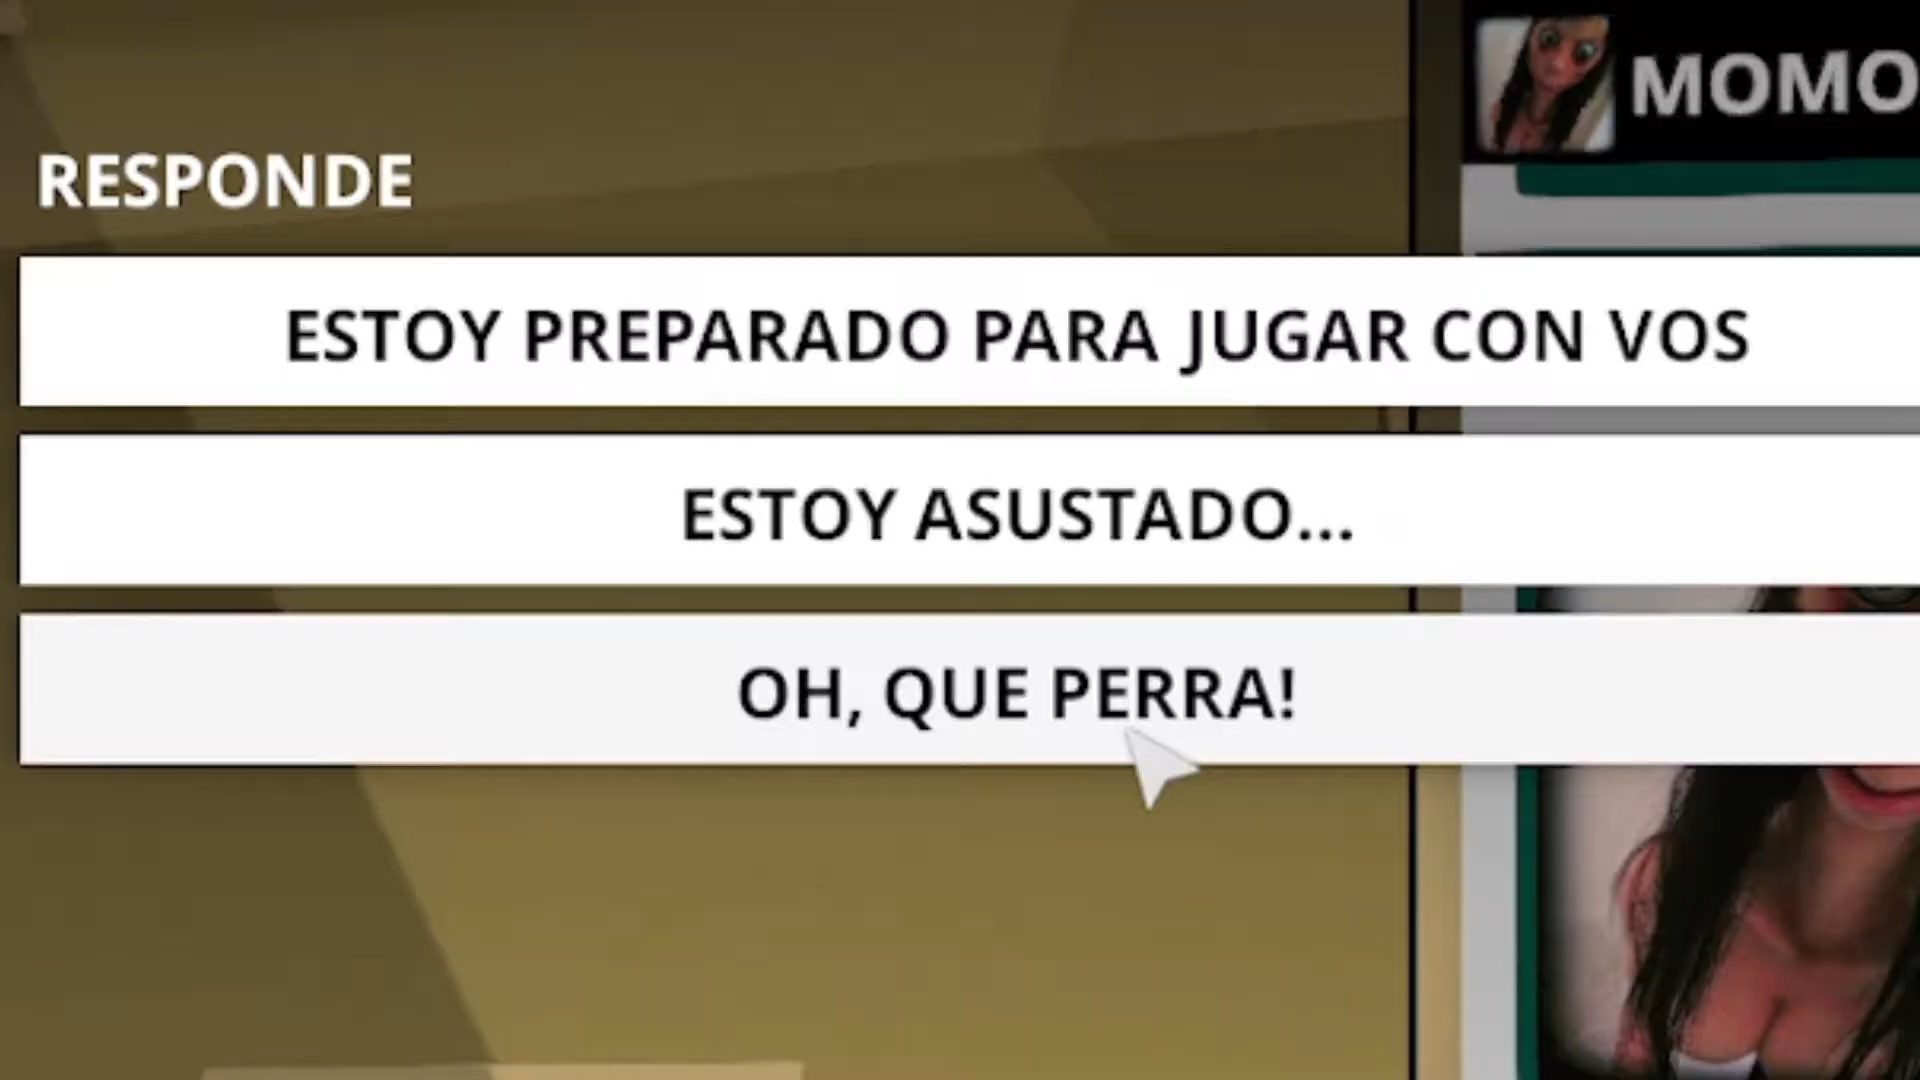 MOMO
RESPONDE
ESTOY PREPARADO PARA JUGAR CON VOS
ESTOY ASUSTADO...
OH, QUE PERRA!